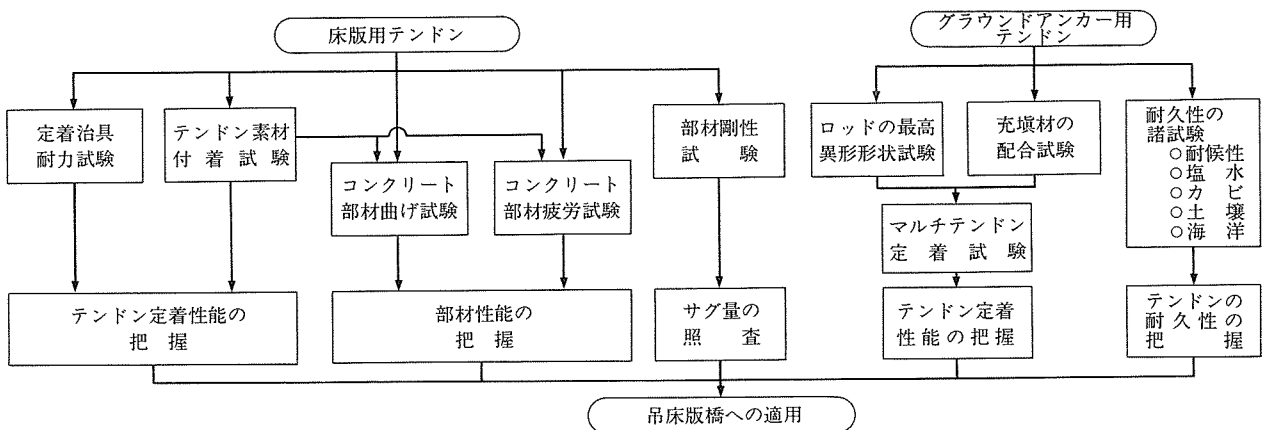 床版用テンドン
グラウンドアンカー用
テンドン
定着治具
耐力試験
テンドン素材
付着試験
コンクリート
部材曲げ試験
コンクリート
部材疲労試験
部材剛性
試験
ロッドの最高
異形形状試験
充塡材の
配合試験
耐久性の
諸試験
○耐候性
○塩水
○カビ
○土壌
○海洋
マルチテンドン
定着試験
テンドン定着性能の
把握
部材性能の
把握
サグ量の
照査
テンドン定着
性能の把握
テンドンの
耐久性の
把握
吊床版橋への適用